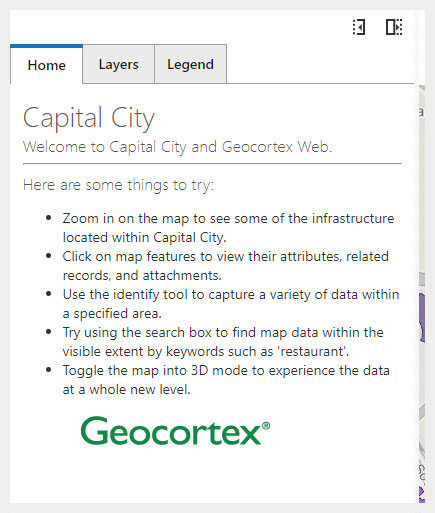 Home Layers Legend
Capital City
Welcome to Capital City and Geocortex Web.
Here are some things to try:
• Zoom in on the map to see some of the infrastructure
located within Capital City.
• Click on map features to view their attributes, related
records, and attachments.
• Use the identify tool to capture a variety of data within
a specified area.
• Try using the search box to find map data within the
visible extent by keywords such as 'restaurant'.
• Toggle the map into 3D mode to experience the data
at a whole new level.
Geocortex®